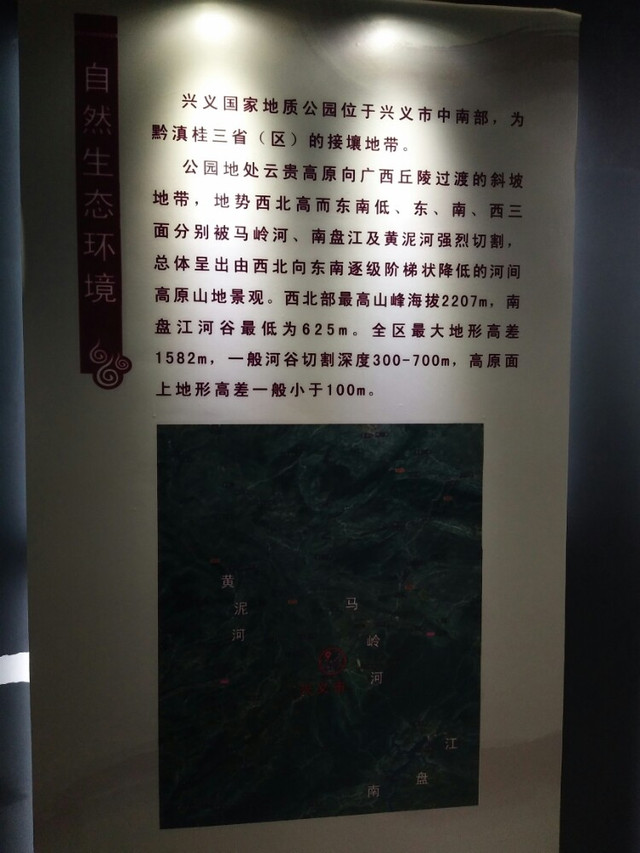 自然生态环境
兴义国家地质公园位于兴义市中南部，为
黔滇桂三省（区）的接壤地带。
公园地处云贵高原向广西丘陵过渡的斜坡
地带，地势西北高而东南低、东、南、西三
面分别被马岭河、南盘江及黄泥河强烈切割，
总体呈出由西北向东南逐级阶梯状降低的河间
高原山地景观。西北部最高山峰海拔2207m，南
盘江河谷最低为625m。全区最大地形高差
1582m，一般河谷切割深度300-700m，高原面
上地形高差一般小于100m。
黄泥河
马岭河
南盘江